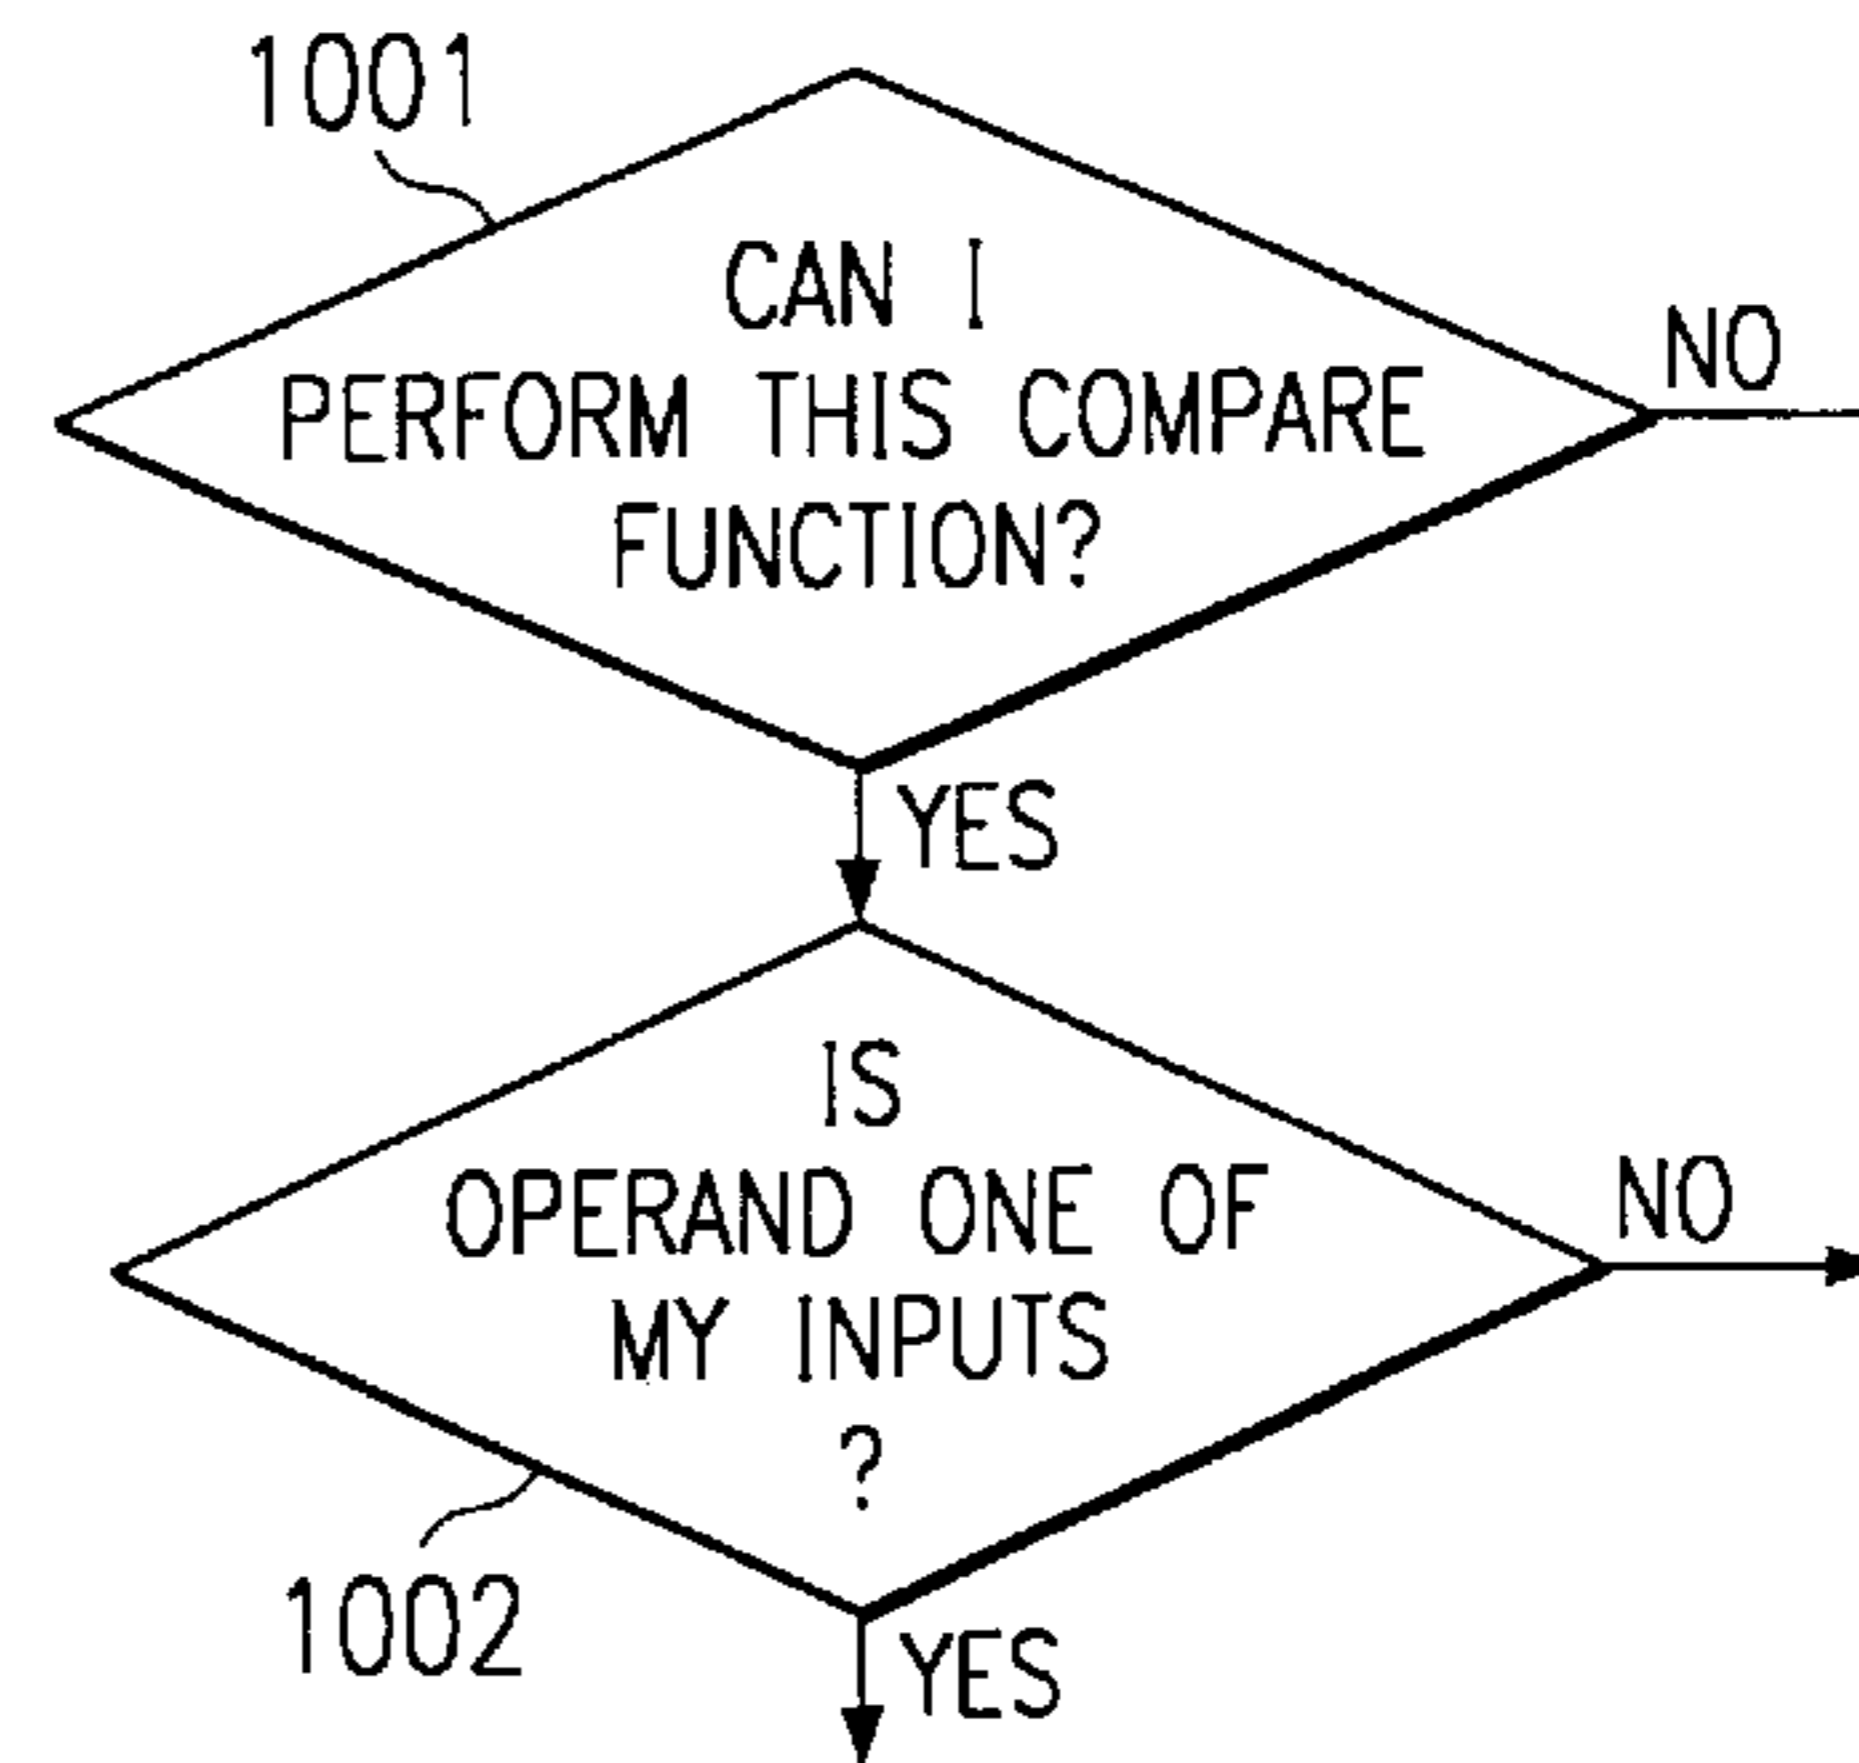 1001
CAN I
PERFORM THIS COMPARE
FUNCTION?
NO
YES
IS
OPERAND ONE OF
MY INPUTS
?
NO
1002
YES